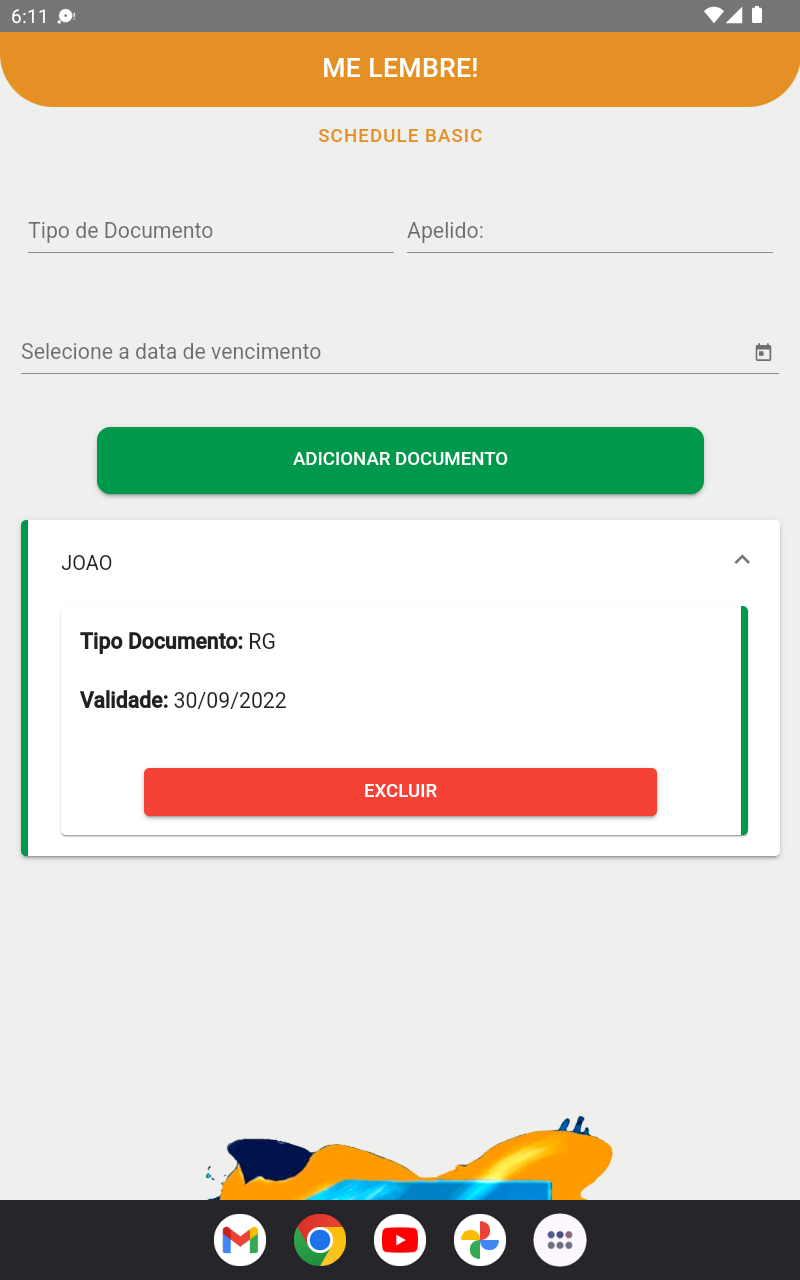 6:11
ME LEMBRE!
SCHEDULE BASIC
Tipo de Documento
Apelido:
Selecione a data de vencimento
ADICIONAR DOCUMENTO
JOAO
Tipo Documento: RG
Validade: 30/09/2022
EXCLUIR